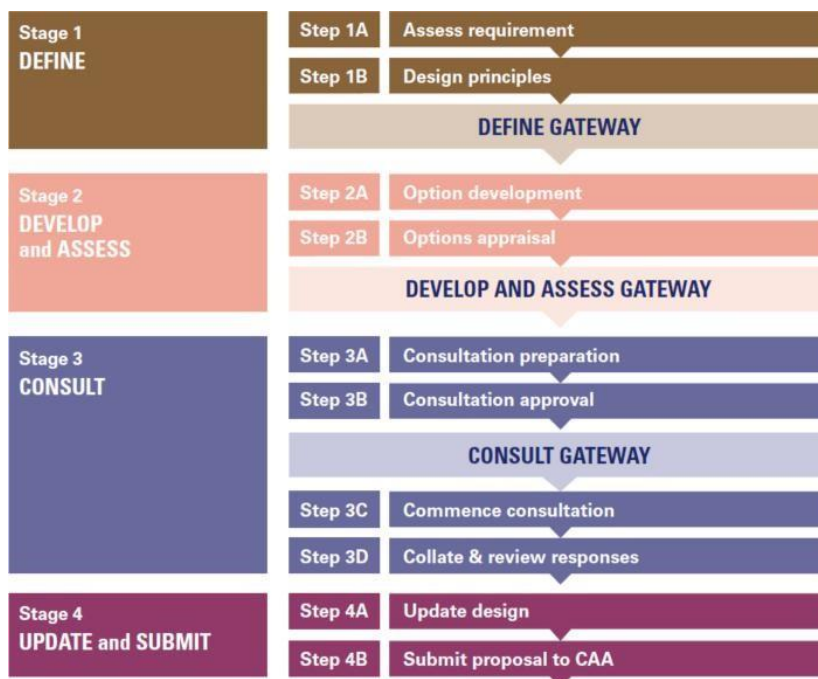 Stage 1
DEFINE
Step 1A Assess requirement
Step 1B Design principles
DEFINE GATEWAY
Stage 2
DEVELOP
and ASSESS
Step 2A Option development
Step 2B Options appraisal
DEVELOP AND ASSESS GATEWAY
Stage 3
CONSULT
Step 3A Consultation preparation
Step 3B Consultation approval
CONSULT GATEWAY
Step 3C Commence consultation
Step 3D Collate & review responses
Stage 4
UPDATE and SUBMIT
Step 4A Update design
Step 4B Submit proposal to CAA